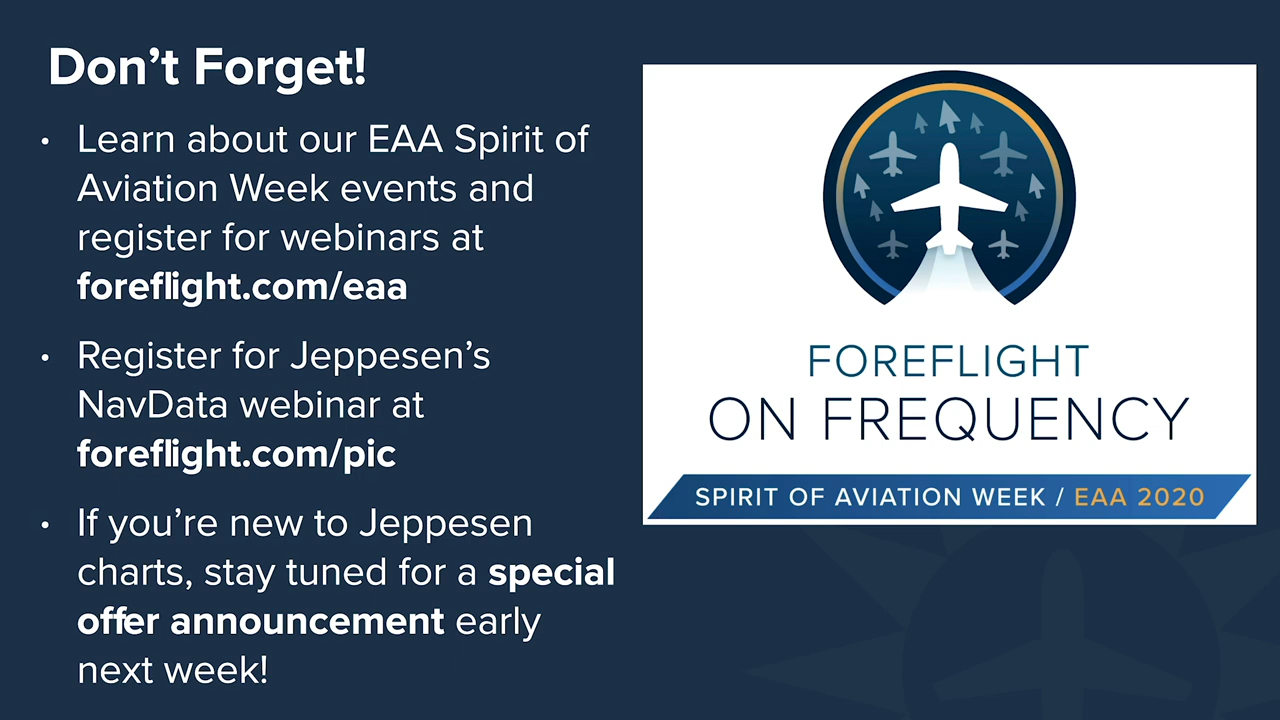 Don’t Forget!
• Learn about our EAA Spirit of
Aviation Week events and
register for webinars at
foreflight.com/eaa
• Register for Jeppesen’s
NavData webinar at
foreflight.com/pic
• If you’re new to Jeppesen
charts, stay tuned for a special
offer announcement early
next week!
FOREFLIGHT
ON FREQUENCY
SPIRIT OF AVIATION WEEK / EAA 2020